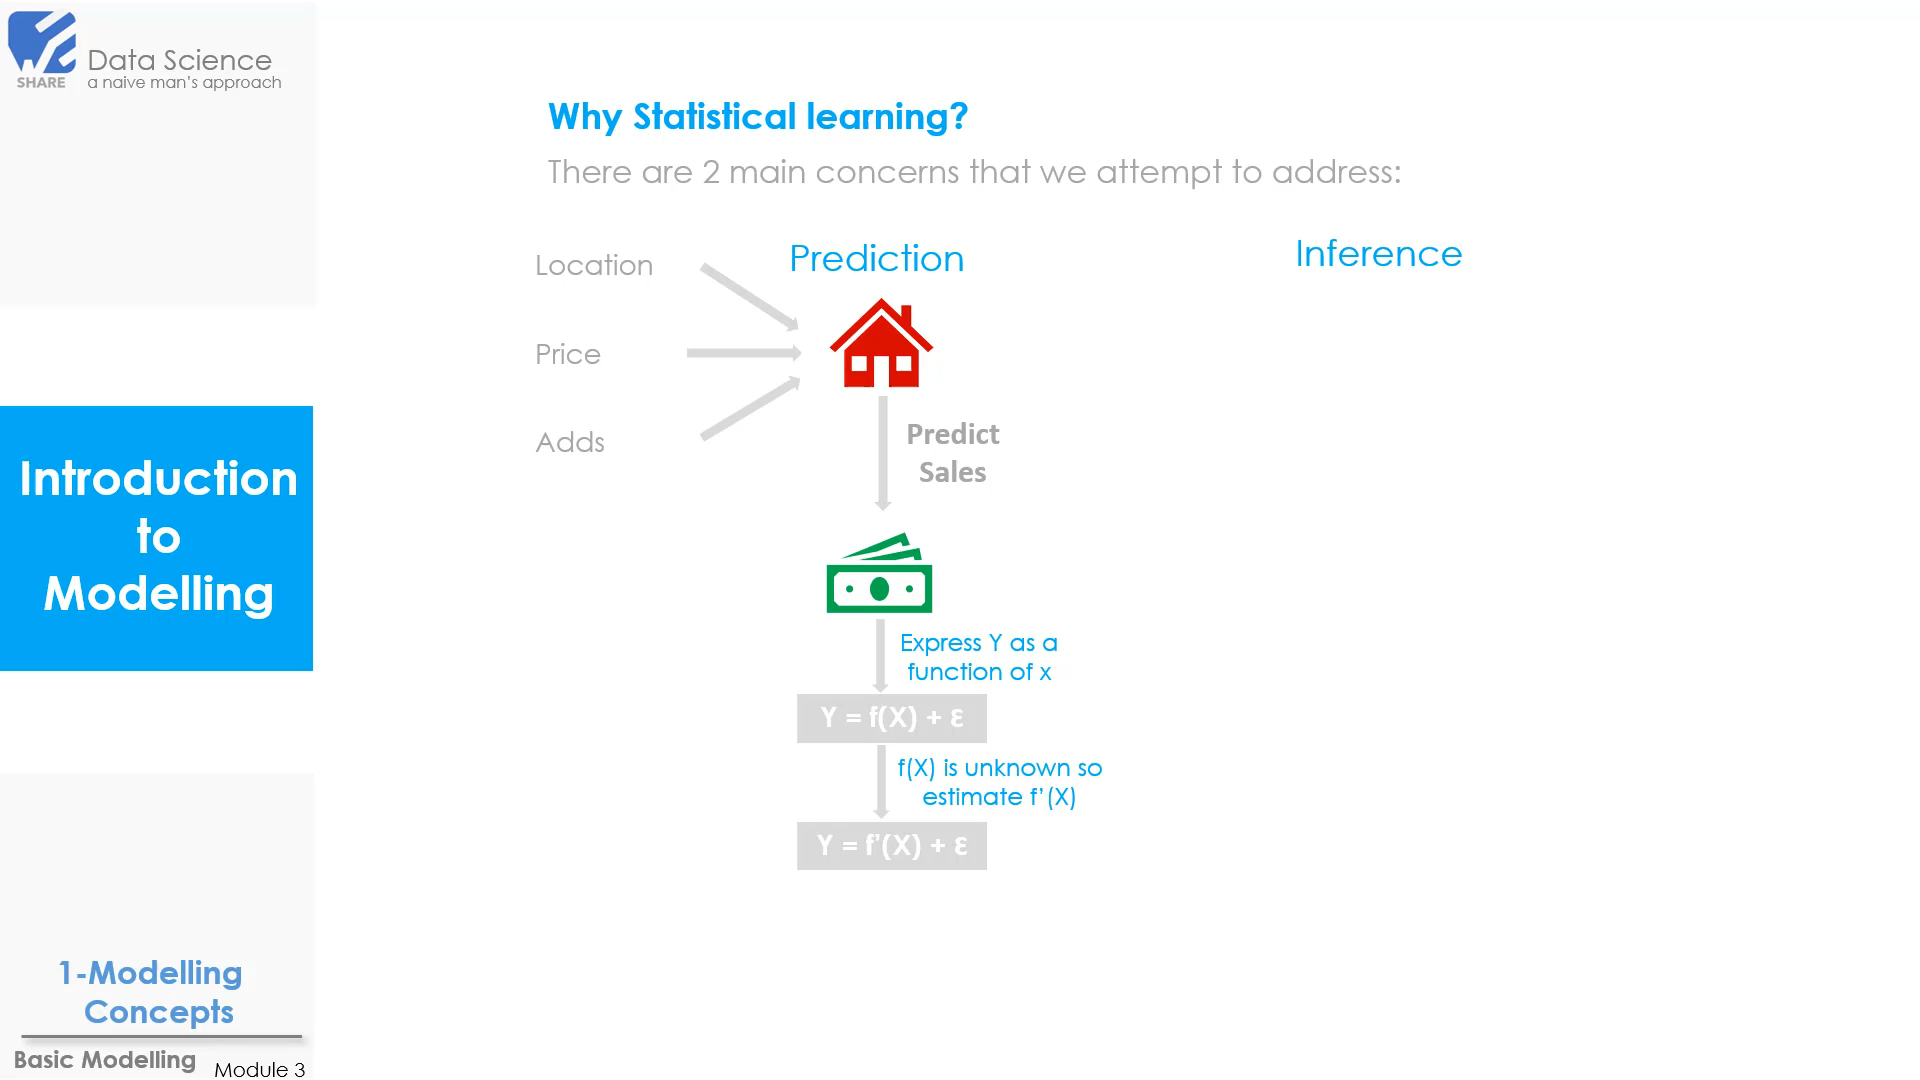 SHARE
Data Science
a naive man's approach
Why Statistical learning?
There are 2 main concerns that we attempt to address:
Prediction
Inference
Location
Price
Adds
Predict
Sales
Introduction
to
Modelling
Express Y as a
function of x
Y = f(X) + ε
f(X) is unknown so
estimate f'(X)
Y = f'(X) + ε
1-Modelling
Concepts
Basic Modelling
Module 3